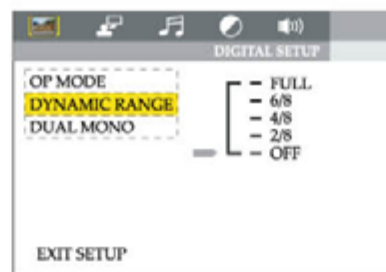 DIGITAL SETUP
OP MODE
DYNAMIC RANGE
DUAL MONO
FULL
6/8
4/8
2/8
OFF
EXIT SETUP